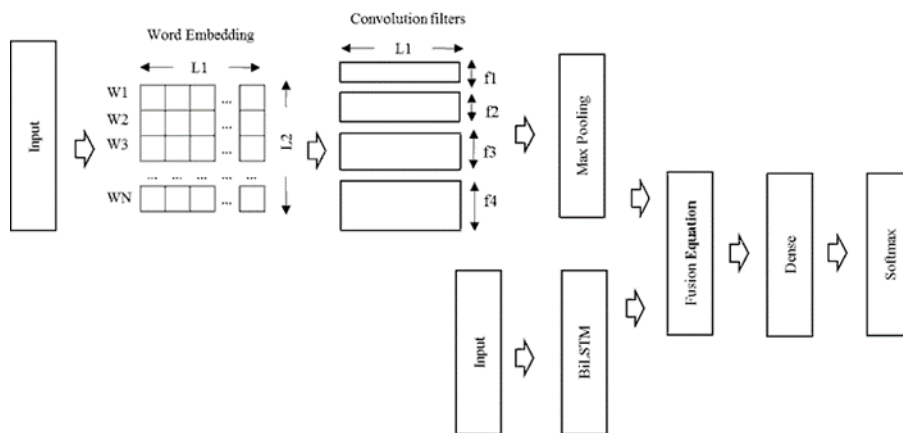 Convolution filters
Word Embedding
L1
L1
Input
W1
W2
W3
WN
...
...
...
... ... ... ... ...
...
L2
f1
f2
f3
f4
Max Pooling
Input
BiLSTM
Fusion Equation
Dense
Softmax